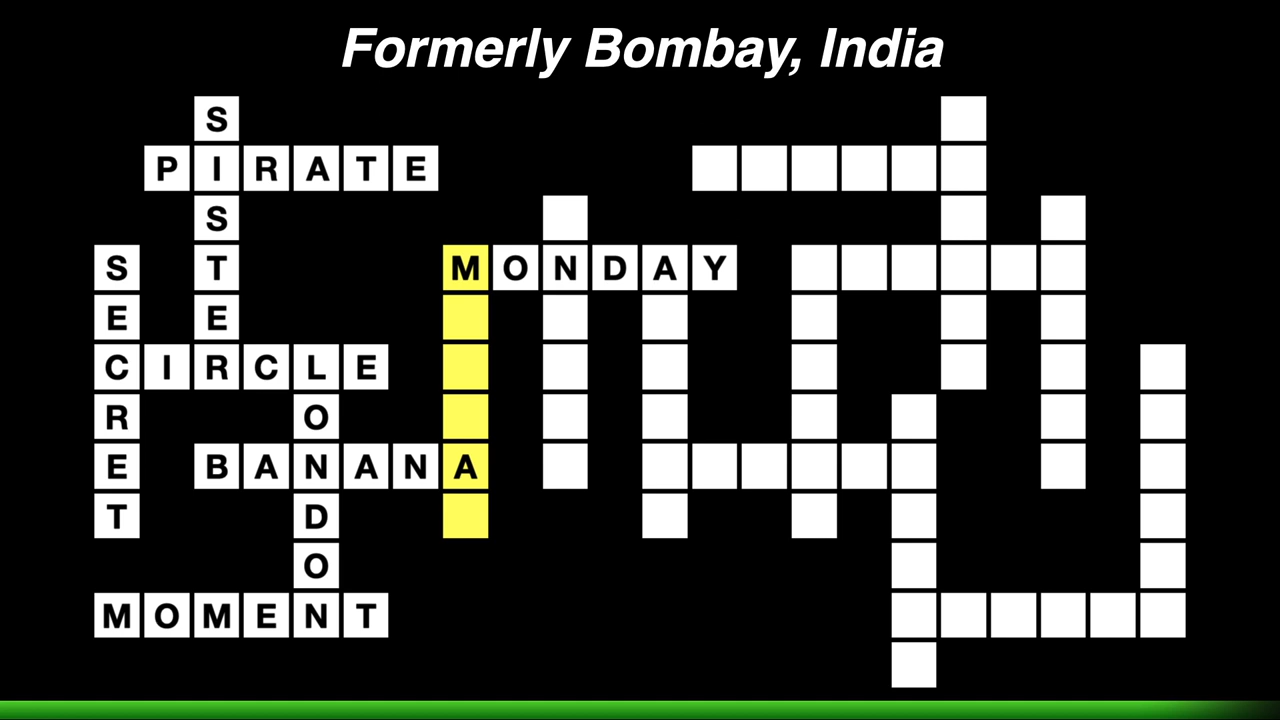 Formerly Bombay, India
S
PIRATE
S
S T MONDAY
E E
CIRCLE
R O
E BANANA
T D
O
MOMENT